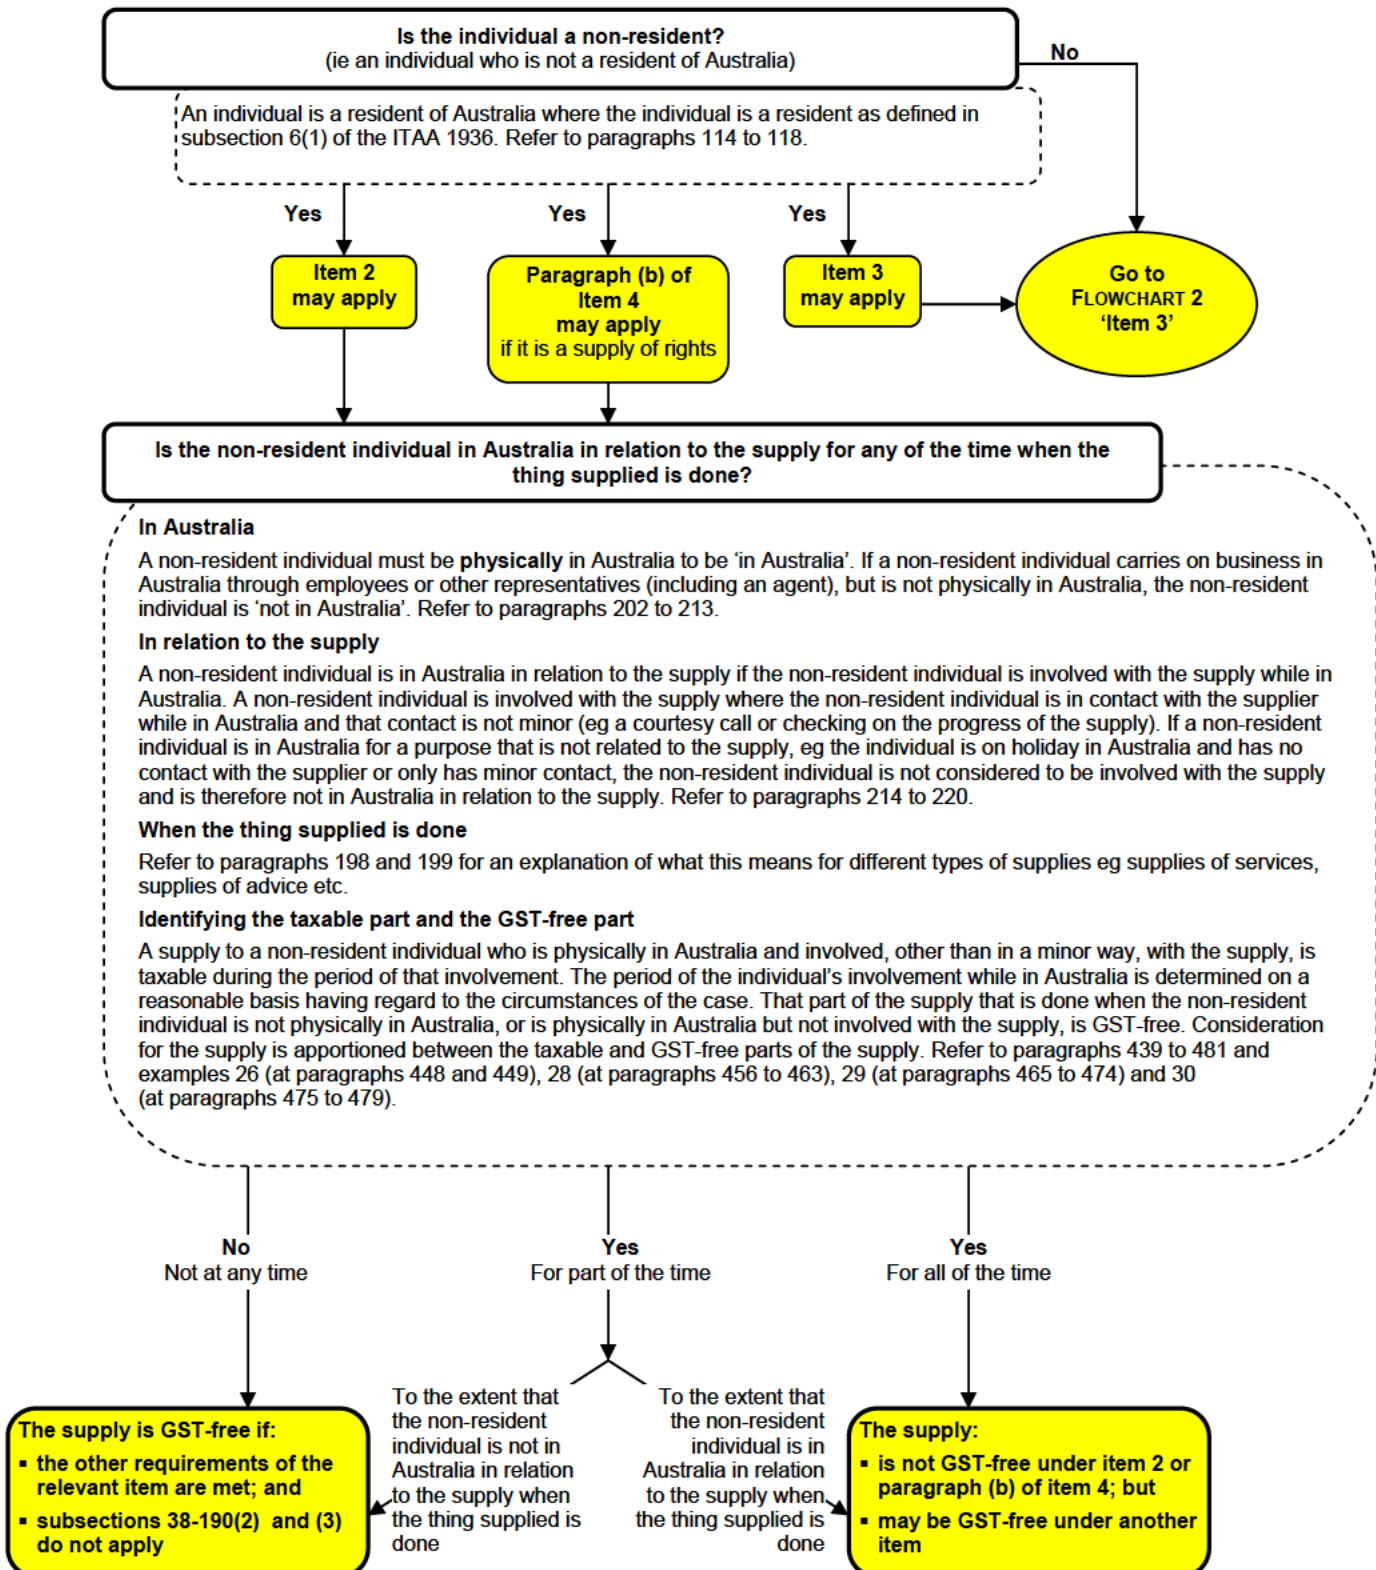 Is the individual a non-resident?
(ie an individual who is not a resident of Australia)
No
An individual is a resident of Australia where the individual is a resident as defined in
subsection 6(1) of the ITAA 1936. Refer to paragraphs 114 to 118.
Yes
Yes
Yes
Item 2
may apply
Paragraph (b) of
Item 4
may apply
if it is a supply of rights
Item 3
may apply
Go to
FLOWCHART 2
‘Item 3’
Is the non-resident individual in Australia in relation to the supply for any of the time when the
thing supplied is done?
In Australia
A non-resident individual must be physically in Australia to be ‘in Australia’. If a non-resident individual carries on business in
Australia through employees or other representatives (including an agent), but is not physically in Australia, the non-resident
individual is ‘not in Australia’. Refer to paragraphs 202 to 213.
In relation to the supply
A non-resident individual is in Australia in relation to the supply if the non-resident individual is involved with the supply while in
Australia. A non-resident individual is involved with the supply where the non-resident individual is in contact with the supplier
while in Australia and that contact is not minor (eg a courtesy call or checking on the progress of the supply). If a non-resident
individual is in Australia for a purpose that is not related to the supply, eg the individual is on holiday in Australia and has no
contact with the supplier or only has minor contact, the non-resident individual is not considered to be involved with the supply
and is therefore not in Australia in relation to the supply. Refer to paragraphs 214 to 220.
When the thing supplied is done
Refer to paragraphs 198 and 199 for an explanation of what this means for different types of supplies eg supplies of services,
supplies of advice etc.
Identifying the taxable part and the GST-free part
A supply to a non-resident individual who is physically in Australia and involved, other than in a minor way, with the supply, is
taxable during the period of that involvement. The period of the individual’s involvement while in Australia is determined on a
reasonable basis having regard to the circumstances of the case. That part of the supply that is done when the non-resident
individual is not physically in Australia, or is physically in Australia but not involved with the supply, is GST-free. Consideration
for the supply is apportioned between the taxable and GST-free parts of the supply. Refer to paragraphs 439 to 481 and
examples 26 (at paragraphs 448 and 449), 28 (at paragraphs 456 to 463), 29 (at paragraphs 465 to 474) and 30
(at paragraphs 475 to 479).
No
Not at any time
Yes
For part of the time
Yes
For all of the time
The supply is GST-free if:
▪ the other requirements of the
relevant item are met; and
▪ subsections 38-190(2) and (3)
do not apply
To the extent that
the non-resident
individual is not in
Australia in relation
to the supply when
the thing supplied is
done
To the extent that
the non-resident
individual is in
Australia in relation
to the supply when
the thing supplied is
done
The supply:
▪ is not GST-free under item 2 or
paragraph (b) of item 4; but
▪ may be GST-free under another
item